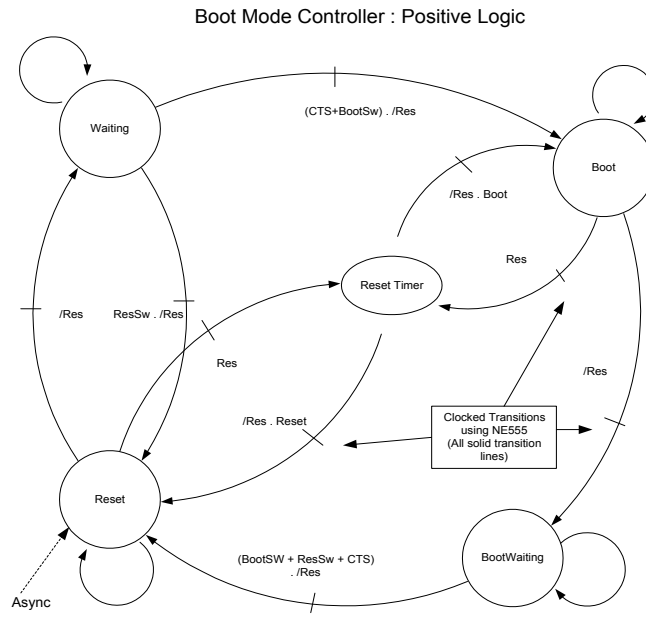 Boot Mode Controller : Positive Logic
Waiting
(CTS+BootSw) . /Res
Boot
/Res . Boot
Res
Reset Timer
/Res
ResSw . /Res
Res
/Res
/Res . Reset
Clocked Transitions
using NE555
(All solid transition
lines)
Reset
BootWaiting
(BootSW + ResSw + CTS)
. /Res
Async